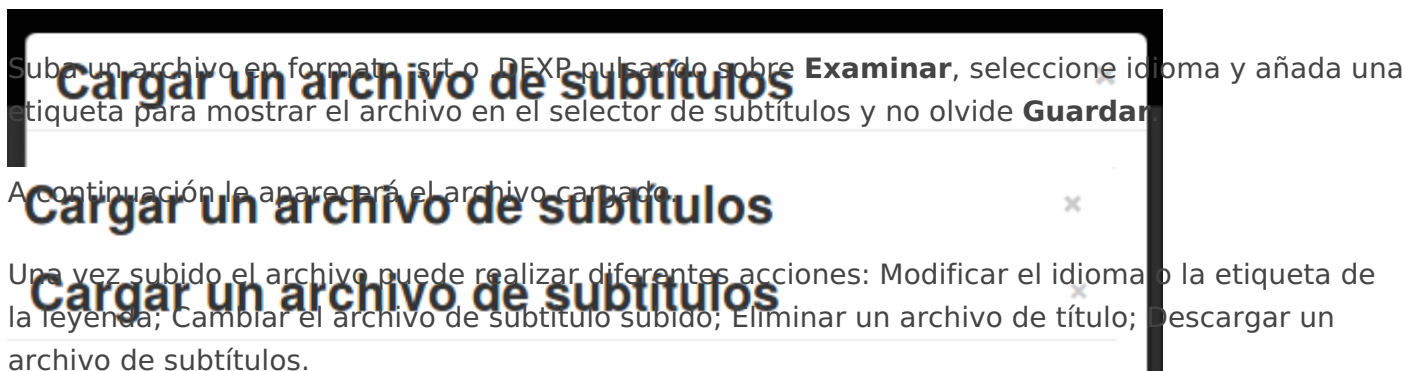 Suba un archivo en formato .srt o .DFXP pulsando sobre Examinar, seleccione idioma y añada una
Cargar un archivo de subtítulos ×
etiqueta para mostrar el archivo en el selector de subtítulos y no olvide Guardar.
A continuación le aparecerá el archivo cargado.
Cargar un archivo de subtítulos ×
Una vez subido el archivo puede realizar diferentes acciones: Modificar el idioma o la etiqueta de
Cargar un archivo de subtítulos ×
la leyenda; Cambiar el archivo de subtítulo subido; Eliminar un archivo de título; Descargar un
archivo de subtítulos.